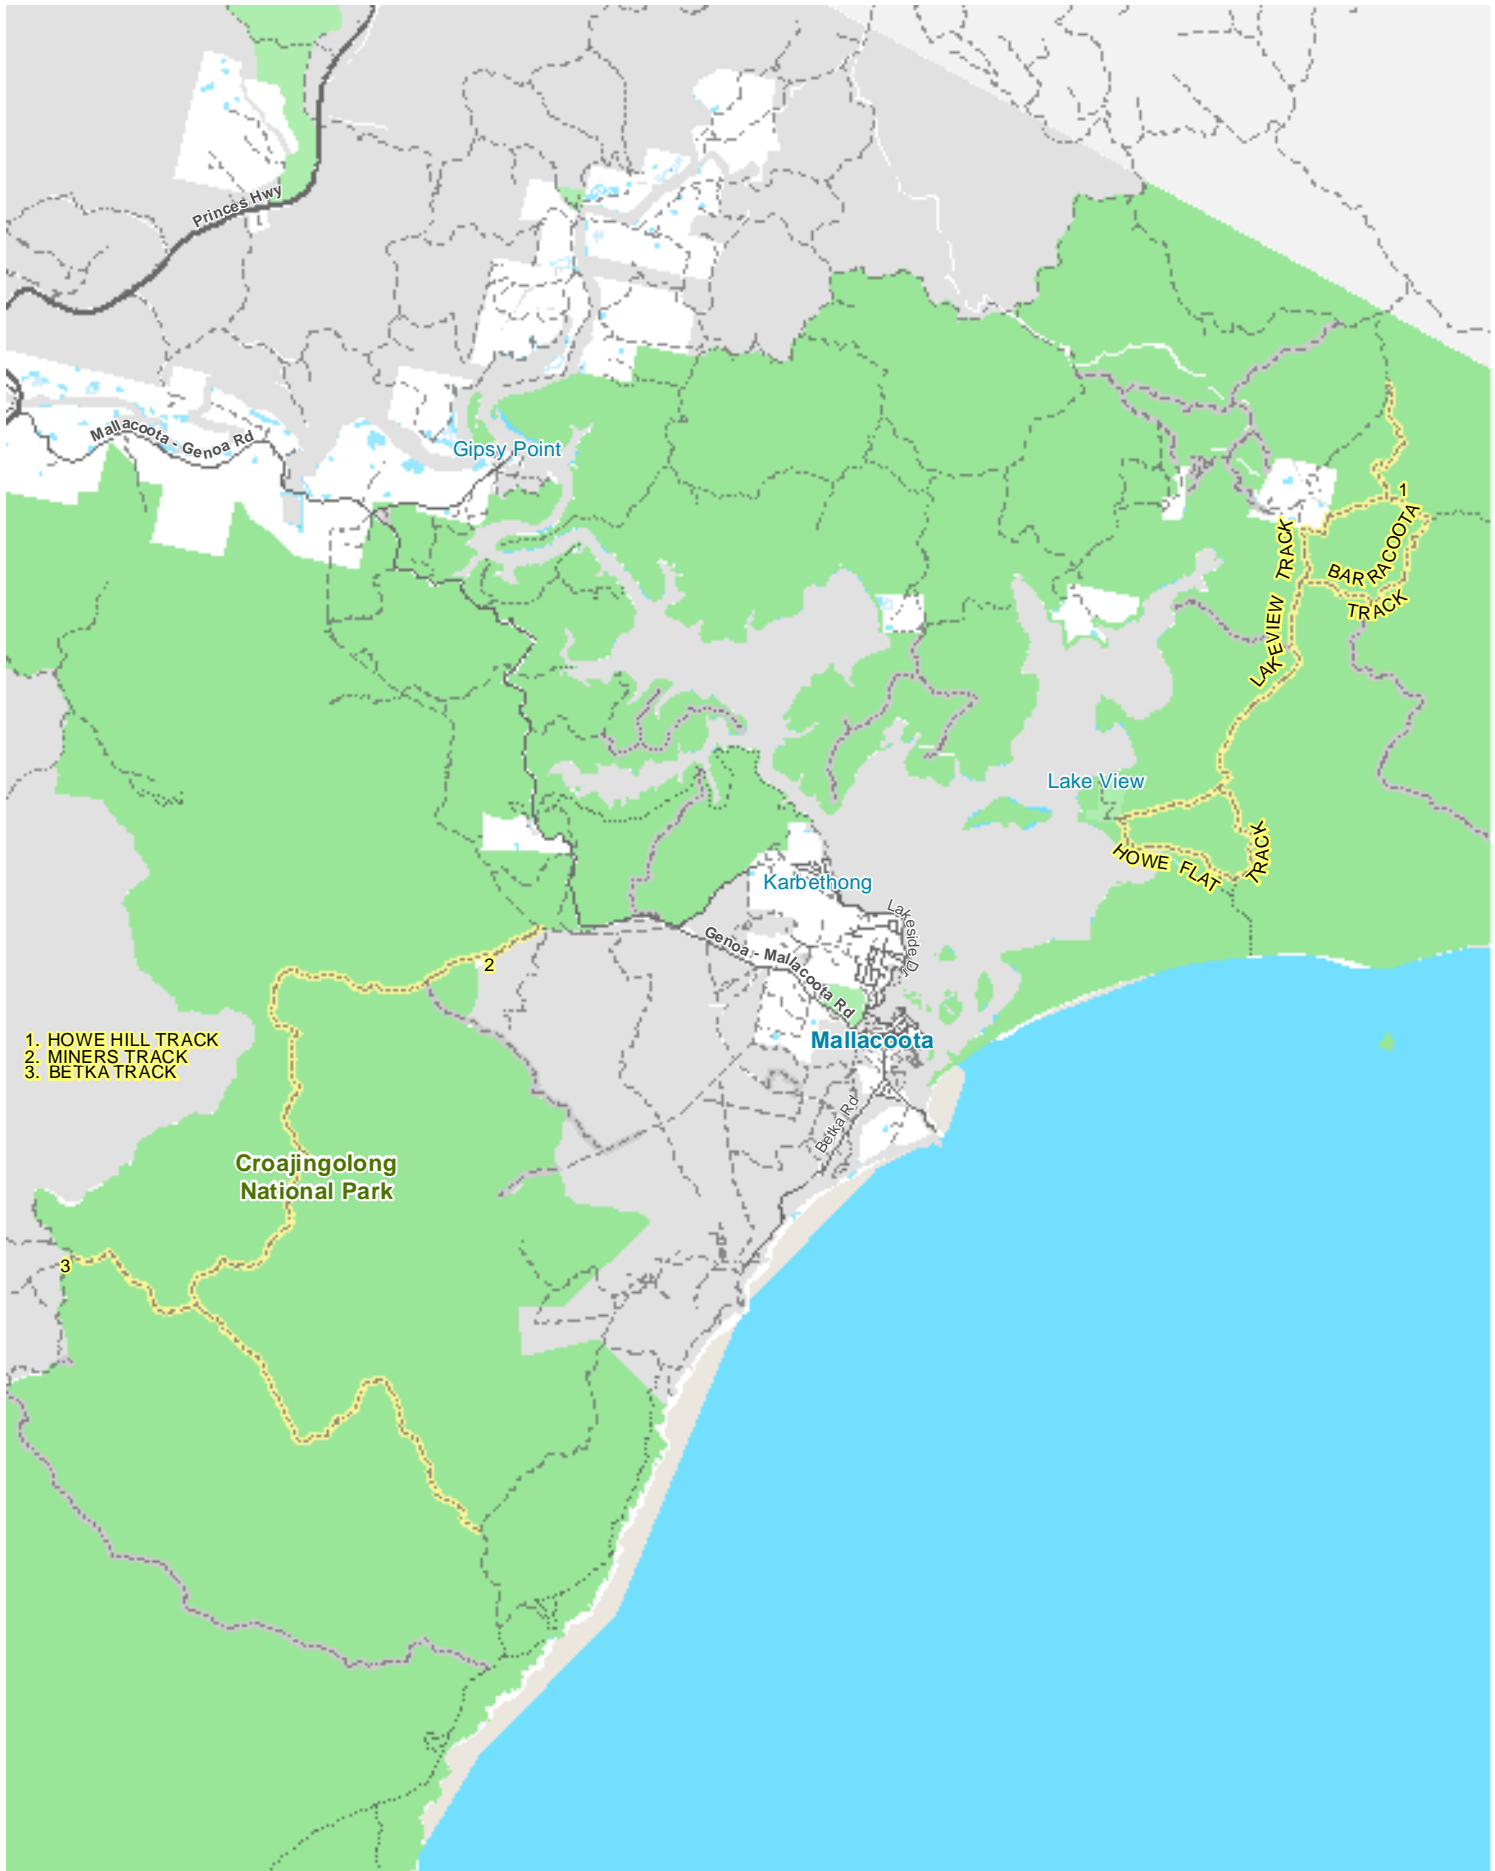 Princes Hwy
Mallacoota - Genoa Rd
Gipsy Point
1
BARRACOOTA
TRACK
LAKEVIEW TRACK
Lake View
HOWE FLAT
TRACK
Karbethong
Lakeside Dr
Genoa - Mallacoota Rd
2
Mallacoota
1. HOWE HILL TRACK
2. MINERS TRACK
3. BETKA TRACK
Betka Rd
Croajingolong
National Park
3